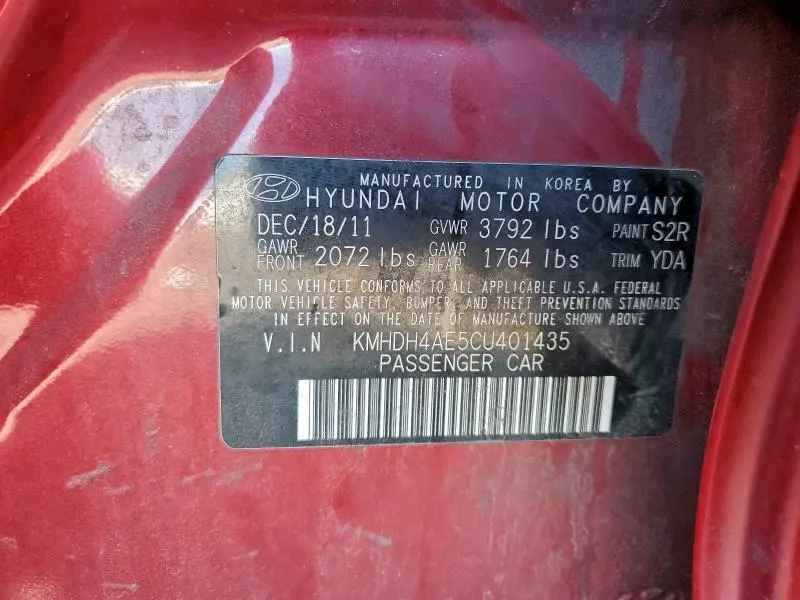 MANUFACTURED IN KOREA BY
HYUNDAI MOTOR COMPANY
DEC/18/11 GVWR 3792 lbs PAINT S2R
GAWR FRONT 2072 lbs GAWR REAR 1764 lbs TRIM YDA
THIS VEHICLE CONFORMS TO ALL APPLICABLE U.S.A. FEDERAL
MOTOR VEHICLE SAFETY, BUMPER, AND THEFT PREVENTION STANDARDS
IN EFFECT ON THE DATE OF MANUFACTURE SHOWN ABOVE
V.I.N KMHDH4AE5CU401435
PASSENGER CAR